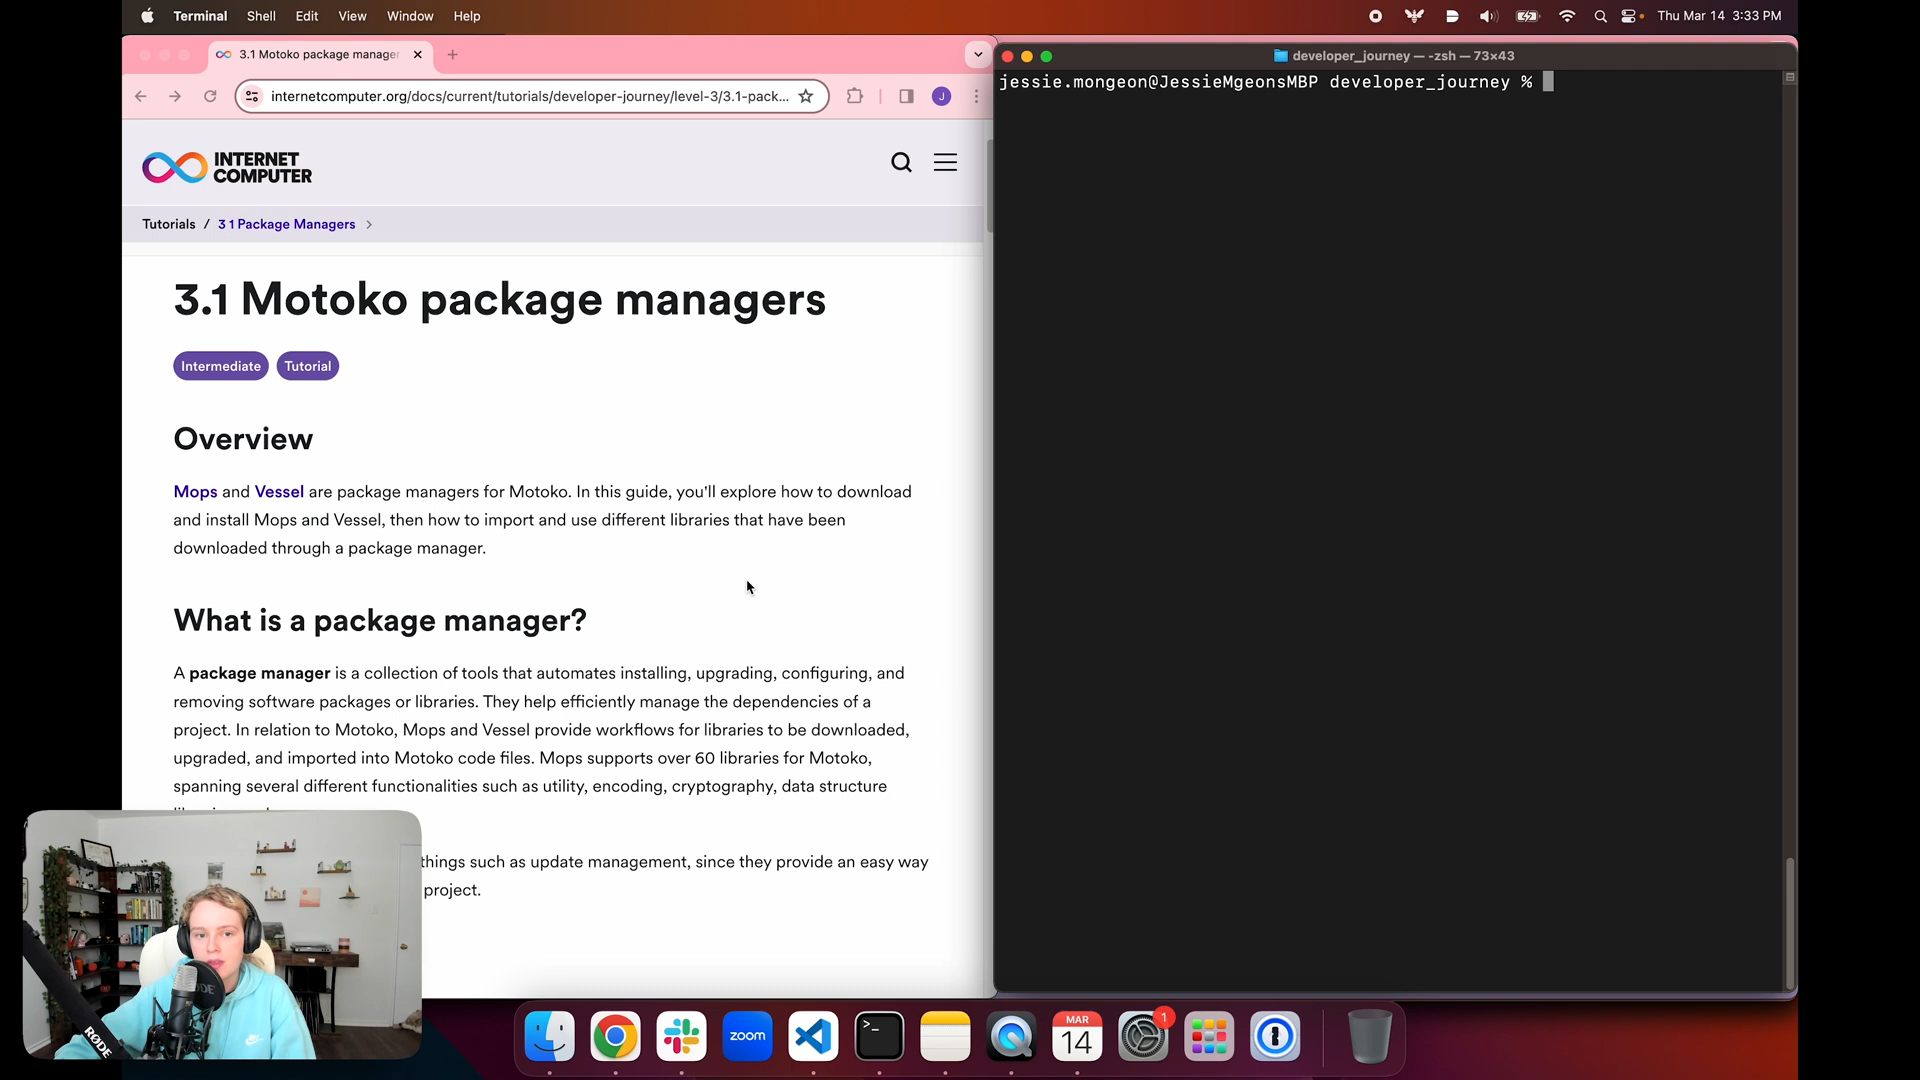 Terminal Shell Edit View Window Help
Thu Mar 14 3:33 PM
3.1 Motoko package manager
internetcomputer.org/docs/current/tutorials/developer-journey/level-3/3.1-pack...
J
developer_journey — -zsh — 73×43
jessie.mongeon@JessieMgeonsMBP developer_journey %
INTERNET
COMPUTER
Tutorials / 3 1 Package Managers
3.1 Motoko package managers
Intermediate Tutorial
Overview
Mops and Vessel are package managers for Motoko. In this guide, you'll explore how to download
and install Mops and Vessel, then how to import and use different libraries that have been
downloaded through a package manager.
What is a package manager?
A package manager is a collection of tools that automates installing, upgrading, configuring, and
removing software packages or libraries. They help efficiently manage the dependencies of a
project. In relation to Motoko, Mops and Vessel provide workflows for libraries to be downloaded,
upgraded, and imported into Motoko code files. Mops supports over 60 libraries for Motoko,
spanning several different functionalities such as utility, encoding, cryptography, data structure
things such as update management, since they provide an easy way
project.
RØDE
zoom
>_
MAR
14
1